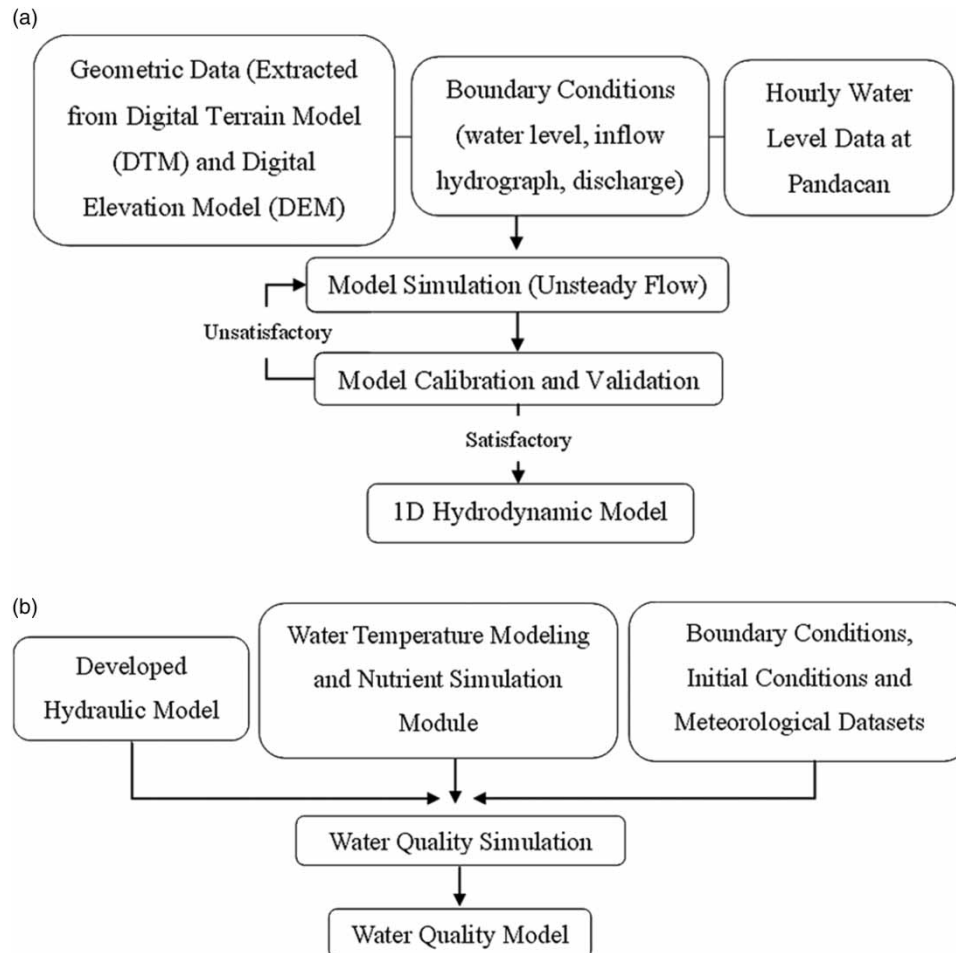 (a)
Geometric Data (Extracted
from Digital Terrain Model
(DTM) and Digital
Elevation Model (DEM)
Boundary Conditions
(water level, inflow
hydrograph, discharge)
Hourly Water
Level Data at
Pandacan
Model Simulation (Unsteady Flow)
Unsatisfactory
Model Calibration and Validation
Satisfactory
1D Hydrodynamic Model
(b)
Developed
Hydraulic Model
Water Temperature Modeling
and Nutrient Simulation
Module
Boundary Conditions,
Initial Conditions and
Meteorological Datasets
Water Quality Simulation
Water Quality Model